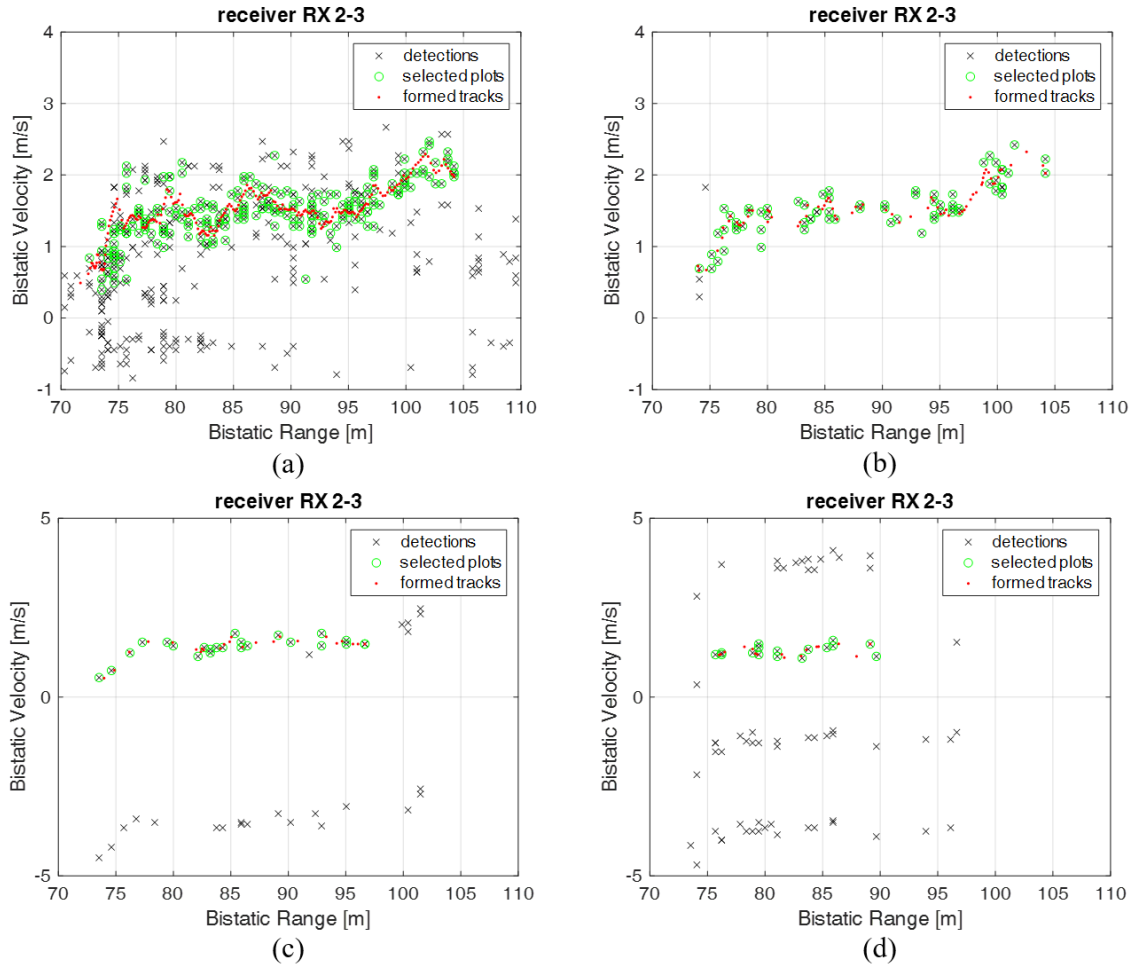 receiver RX 2-3
4
3
2
1
0
-1
Bistatic Velocity [m/s]
detections
selected plots
formed tracks
70 75 80 85 90 95 100 105 110
Bistatic Range [m]
(a)
receiver RX 2-3
4
3
2
1
0
-1
Bistatic Velocity [m/s]
detections
selected plots
formed tracks
70 75 80 85 90 95 100 105 110
Bistatic Range [m]
(b)
receiver RX 2-3
5
0
-5
Bistatic Velocity [m/s]
detections
selected plots
formed tracks
70 75 80 85 90 95 100 105 110
Bistatic Range [m]
(c)
receiver RX 2-3
5
0
-5
Bistatic Velocity [m/s]
detections
selected plots
formed tracks
70 75 80 85 90 95 100 105 110
Bistatic Range [m]
(d)